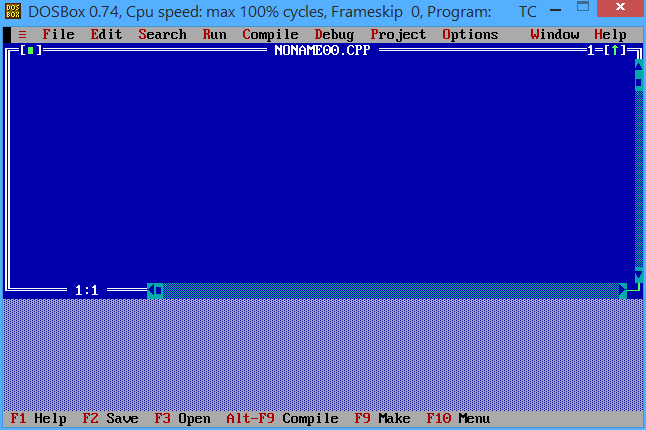 DOS BOX DOSBox 0.74, Cpu speed: max 100% cycles, Frameskip 0, Program: TC
≡ File Edit Search Run Compile Debug Project Options Window Help
[■] NONAME00.CPP 1=[↑]
1:1
F1 Help F2 Save F3 Open Alt-F9 Compile F9 Make F10 Menu